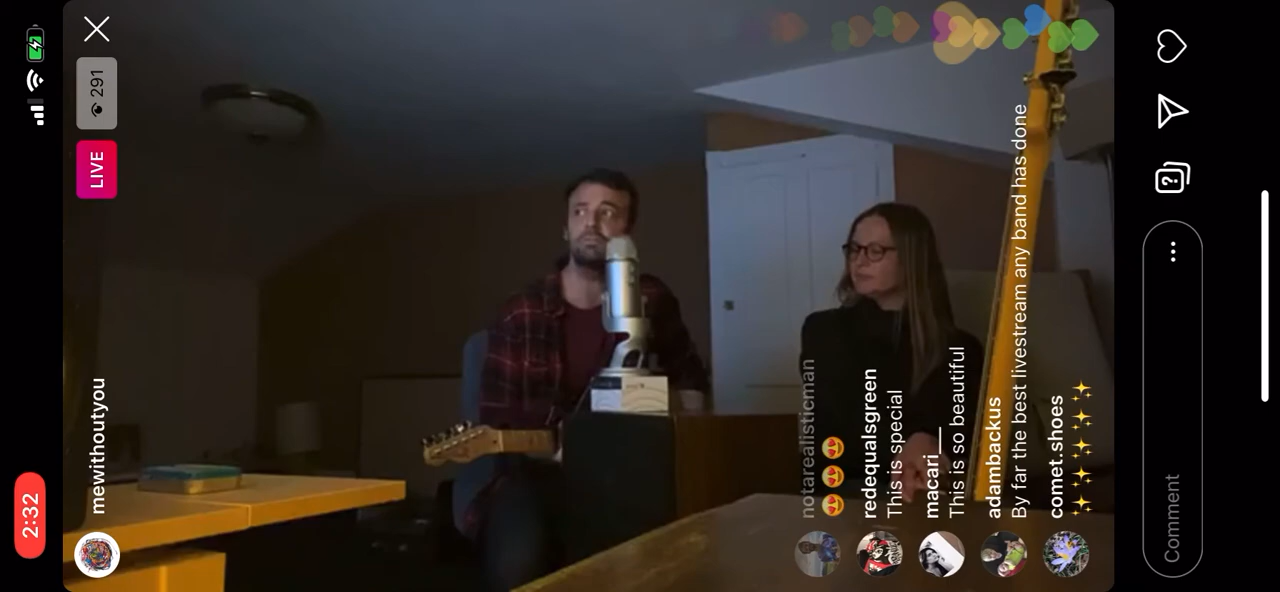 2:32
mewithoutyou
LIVE
291
notarealisticman
😍😍😍
redequalsgreen
This is special
macari__
This is so beautiful
adambackus
By far the best livestream any band has done
comet.shoes
✨✨✨✨✨
Comment